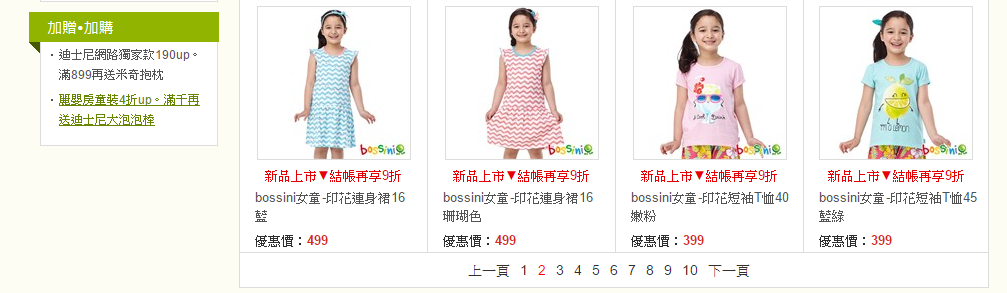 加贈•加購
・迪士尼網路獨家款190up。
滿899再送米奇抱枕
・麗嬰房童裝4折up。滿千再
送迪士尼大泡泡棒
bossini
bossini
bossini
bossini
新品上市▼結帳再享9折
bossini女童-印花連身裙16
藍
優惠價：499
新品上市▼結帳再享9折
bossini女童-印花連身裙16
珊瑚色
優惠價：499
新品上市▼結帳再享9折
bossini女童-印花短袖T恤40
嫩粉
優惠價：399
新品上市▼結帳再享9折
bossini女童-印花短袖T恤45
藍綠
優惠價：399
上一頁 1 2 3 4 5 6 7 8 9 10 下一頁